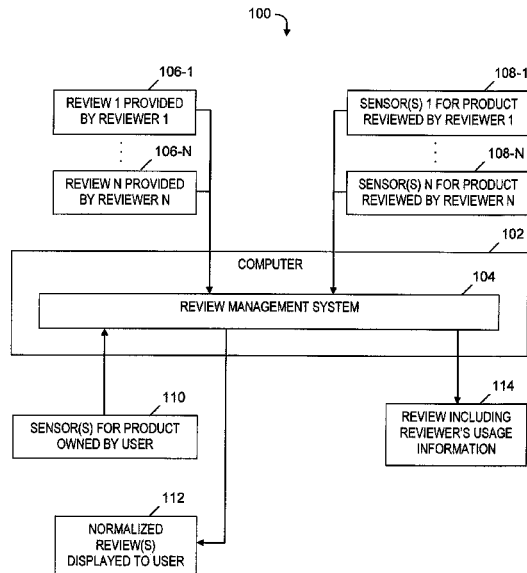 100
106-1
REVIEW 1 PROVIDED
BY REVIEWER 1
106-N
REVIEW N PROVIDED
BY REVIEWER N
108-1
SENSOR(S) 1 FOR PRODUCT
REVIEWED BY REVIEWER 1
108-N
SENSOR(S) N FOR PRODUCT
REVIEWED BY REVIEWER N
102
COMPUTER
104
REVIEW MANAGEMENT SYSTEM
110
SENSOR(S) FOR PRODUCT
OWNED BY USER
114
REVIEW INCLUDING
REVIEWER'S USAGE
INFORMATION
112
NORMALIZED
REVIEW(S)
DISPLAYED TO USER